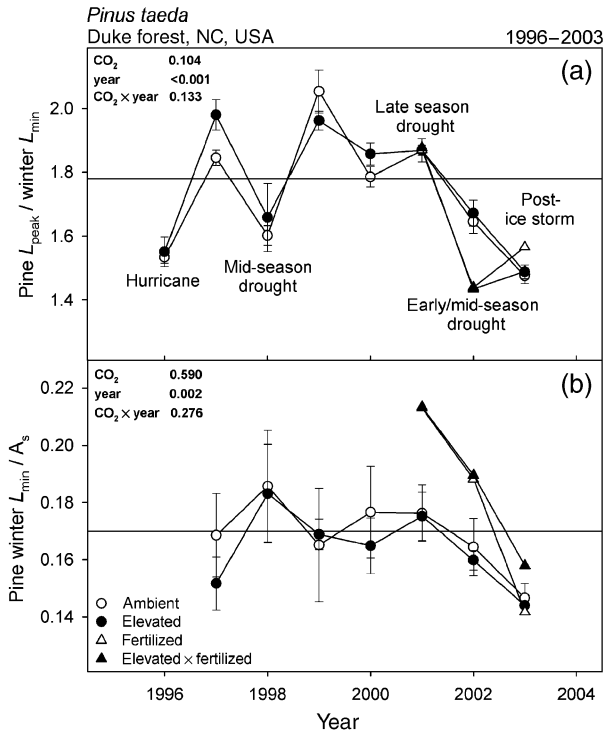 Pinus taeda
Duke forest, NC, USA 1996–2003
CO2 0.104
year <0.001
CO2 × year 0.133
(a)
Late season
drought
Post-
ice storm
Hurricane
Mid-season
drought
Early/mid-season
drought
Pine Lpeak / winter Lmin
2.0
1.8
1.6
1.4
CO2 0.590
year 0.002
CO2 × year 0.276
(b)
Pine winter Lmin / As
0.22
0.20
0.18
0.16
0.14
Ambient
Elevated
Fertilized
Elevated × fertilized
1996 1998 2000 2002 2004
Year